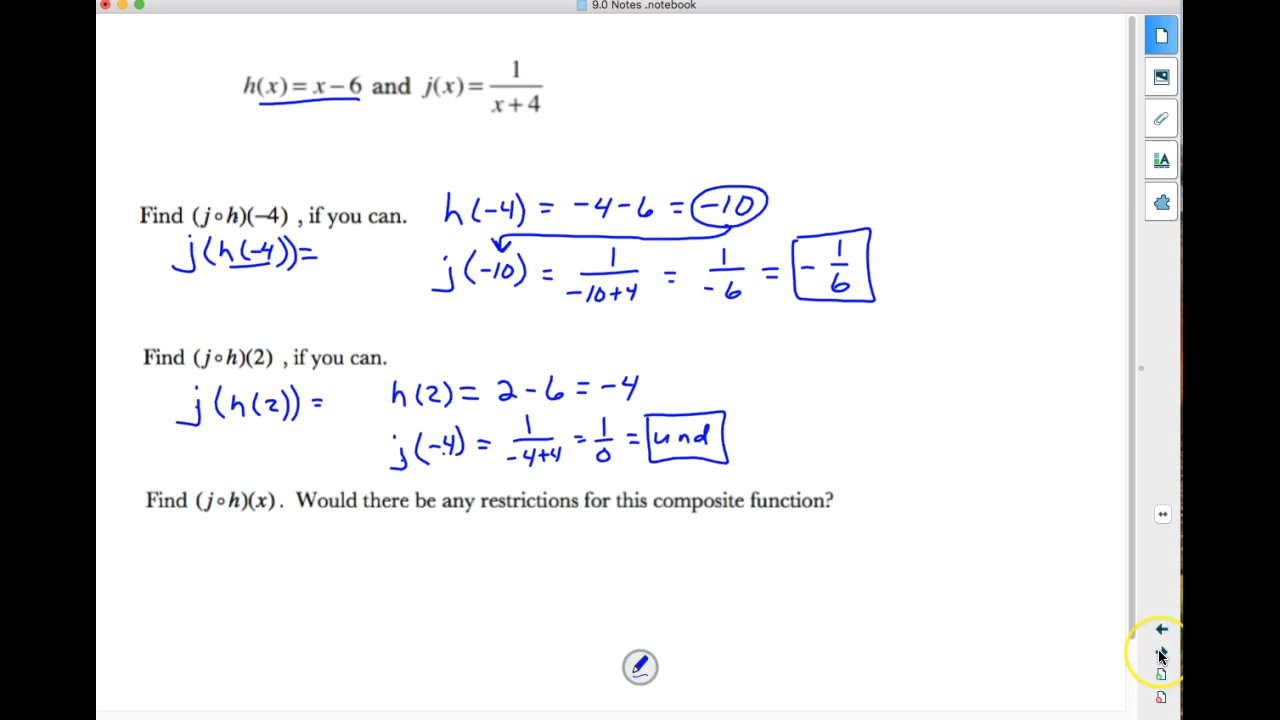 9.0 Notes .notebook
h(x) = x − 6 and j(x) = 1/(x + 4)
Find (j∘h)(−4) , if you can.
h(−4) = −4 − 6 = −10
j(h(−4)) =
j(−10) = 1/(−10+4) = 1/−6 = −1/6
Find (j∘h)(2) , if you can.
j(h(2)) =
h(2) = 2 − 6 = −4
j(−4) = 1/(−4+4) = 1/0 = und
Find (j∘h)(x). Would there be any restrictions for this composite function?